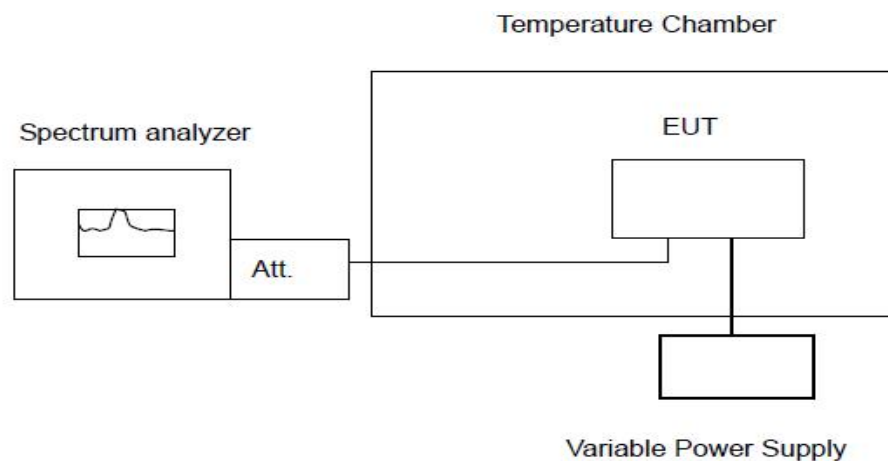 Temperature Chamber
Spectrum analyzer
EUT
Att.
Variable Power Supply